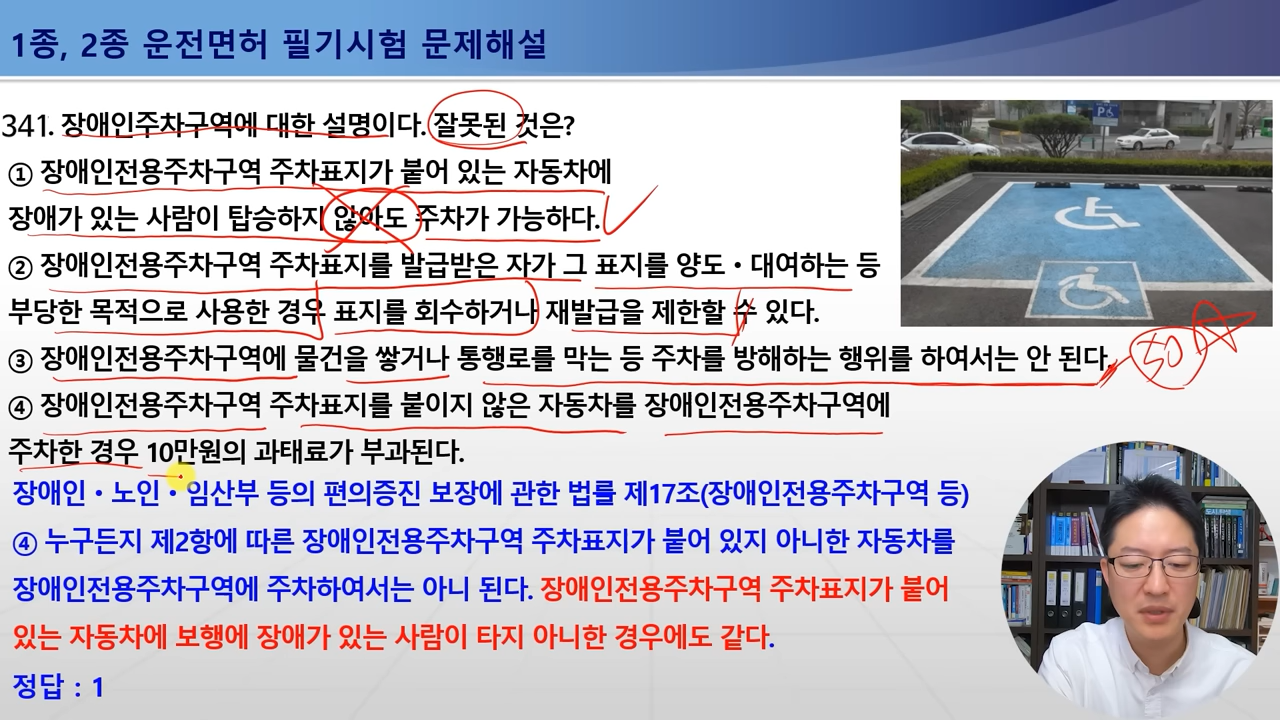 1종, 2종 운전면허 필기시험 문제해설
341. 장애인주차구역에 대한 설명이다. 잘못된 것은?
① 장애인전용주차구역 주차표지가 붙어 있는 자동차에
장애가 있는 사람이 탑승하지 않아도 주차가 가능하다.
② 장애인전용주차구역 주차표지를 발급받은 자가 그 표지를 양도·대여하는 등
부당한 목적으로 사용한 경우 표지를 회수하거나 재발급을 제한할 수 있다.
③ 장애인전용주차구역에 물건을 쌓거나 통행로를 막는 등 주차를 방해하는 행위를 하여서는 안 된다.
50
④ 장애인전용주차구역 주차표지를 붙이지 않은 자동차를 장애인전용주차구역에
주차한 경우 10만원의 과태료가 부과된다.
장애인·노인·임산부 등의 편의증진 보장에 관한 법률 제17조(장애인전용주차구역 등)
④ 누구든지 제2항에 따른 장애인전용주차구역 주차표지가 붙어 있지 아니한 자동차를
장애인전용주차구역에 주차하여서는 아니 된다. 장애인전용주차구역 주차표지가 붙어
있는 자동차에 보행에 장애가 있는 사람이 타지 아니한 경우에도 같다.
정답 : 1